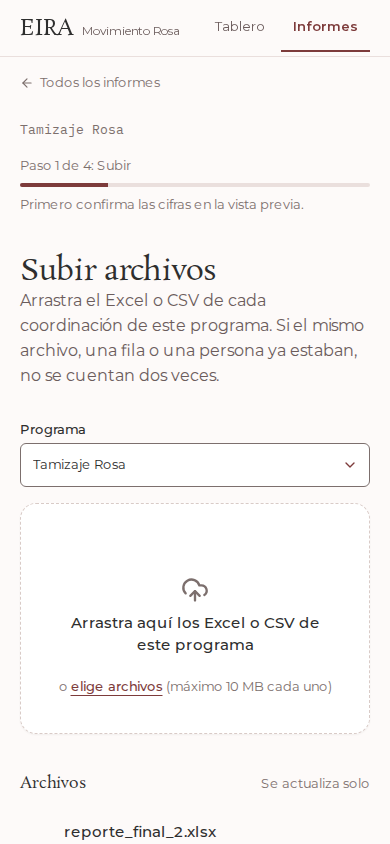 EIRA Movimiento Rosa Tablero Informes
← Todos los informes
Tamizaje Rosa
Paso 1 de 4: Subir
Primero confirma las cifras en la vista previa.
Subir archivos
Arrastra el Excel o CSV de cada
coordinación de este programa. Si el mismo
archivo, una fila o una persona ya estaban,
no se cuentan dos veces.
Programa
Tamizaje Rosa
Arrastra aquí los Excel o CSV de
este programa
o elige archivos (máximo 10 MB cada uno)
Archivos Se actualiza solo
reporte_final_2.xlsx